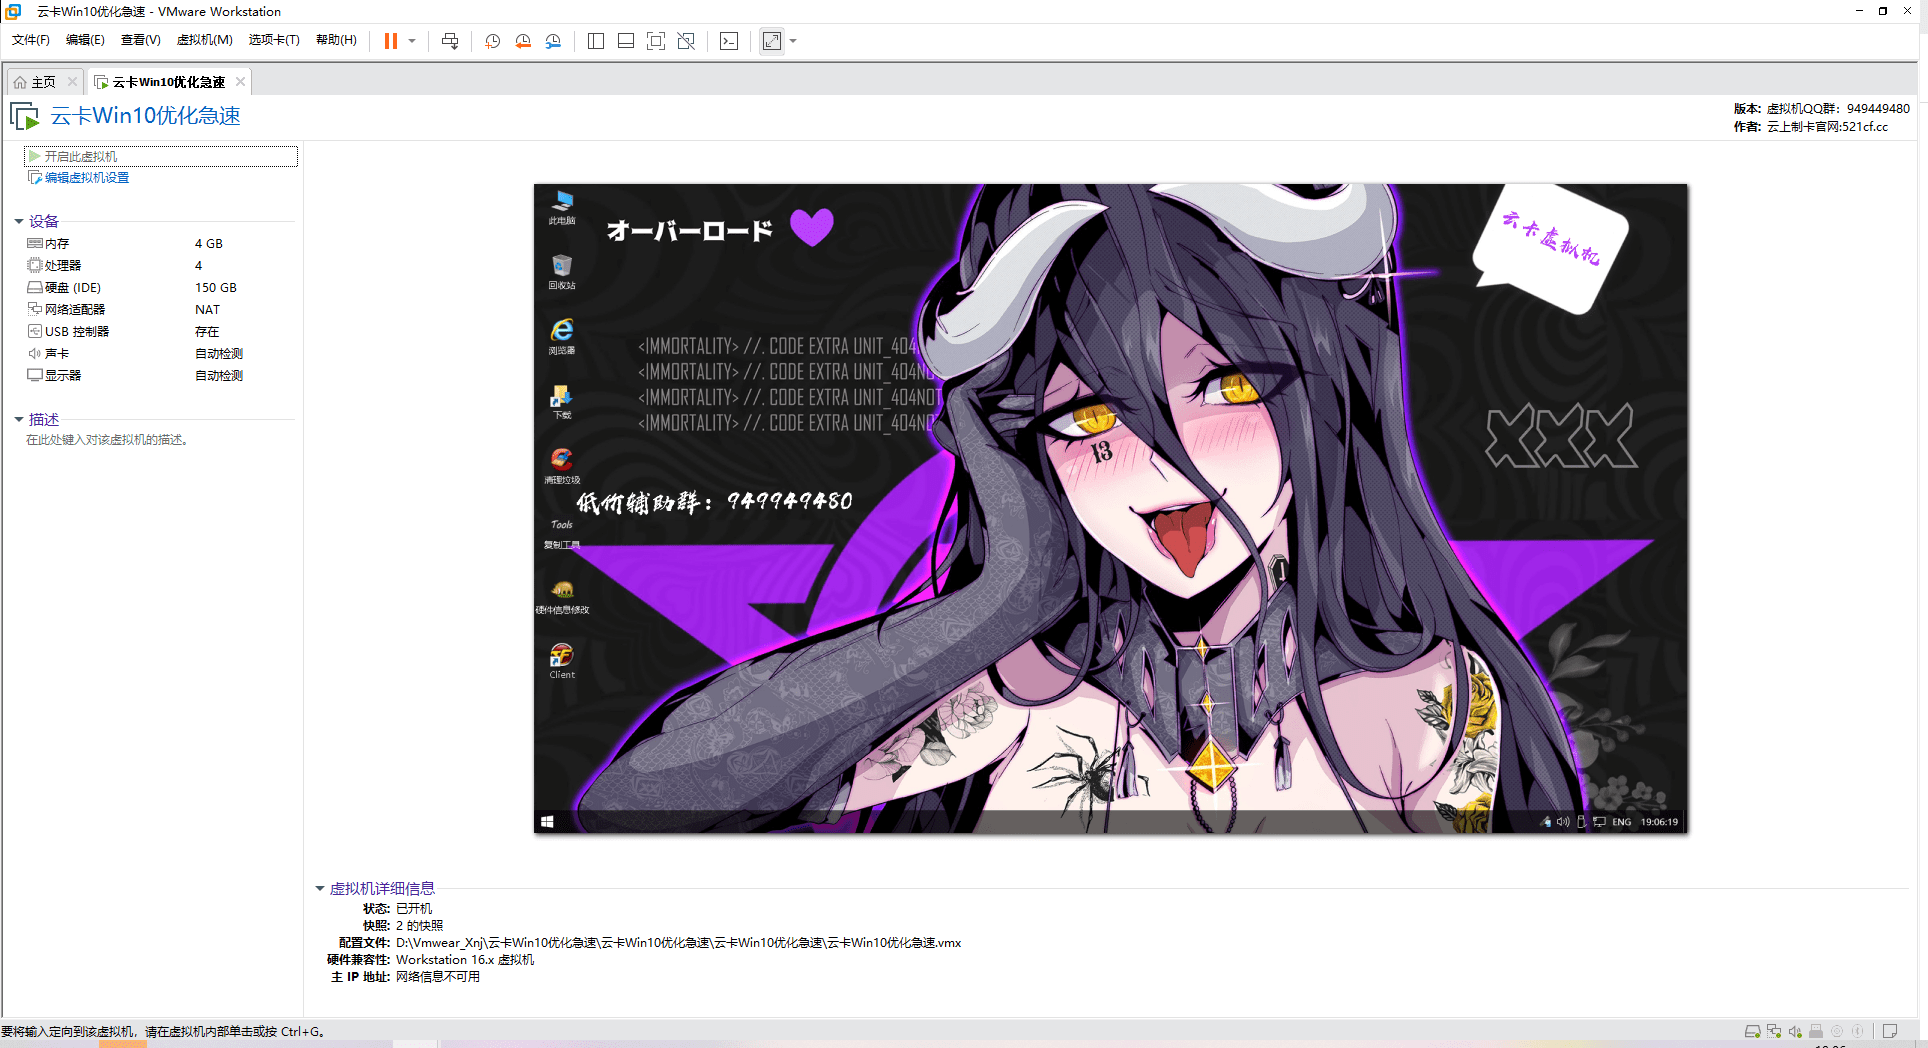 云卡Win10优化急速 - VMware Workstation
文件(F) 编辑(E) 查看(V) 虚拟机(M) 选项卡(T) 帮助(H)
主页
云卡Win10优化急速
云卡Win10优化急速
版本: 虚拟机QQ群: 949449480
作者: 云上制卡官网:521cf.cc
开启此虚拟机
编辑虚拟机设置
设备
内存 4 GB
处理器 4
硬盘 (IDE) 150 GB
网络适配器 NAT
USB 控制器 存在
声卡 自动检测
显示器 自动检测
描述
在此处键入对该虚拟机的描述。
此电脑
オーバーロード
云卡虚拟机
回收站
浏览器
<IMMORTALITY> //. CODE EXTRA UNIT_404
<IMMORTALITY> //. CODE EXTRA UNIT_404NO
<IMMORTALITY> //. CODE EXTRA UNIT_404NOT
<IMMORTALITY> //. CODE EXTRA UNIT_404NO
下载
XXX
13
清理垃圾
低价辅助群: 949949480
Tools
复制工具
硬件信息修改
Client
ENG 19:06:19
虚拟机详细信息
状态: 已开机
快照: 2 的快照
配置文件: D:\Vmwear_Xnj\云卡Win10优化急速\云卡Win10优化急速\云卡Win10优化急速\云卡Win10优化急速.vmx
硬件兼容性: Workstation 16.x 虚拟机
主 IP 地址: 网络信息不可用
要将输入定向到该虚拟机，请在虚拟机内部单击或按 Ctrl+G。